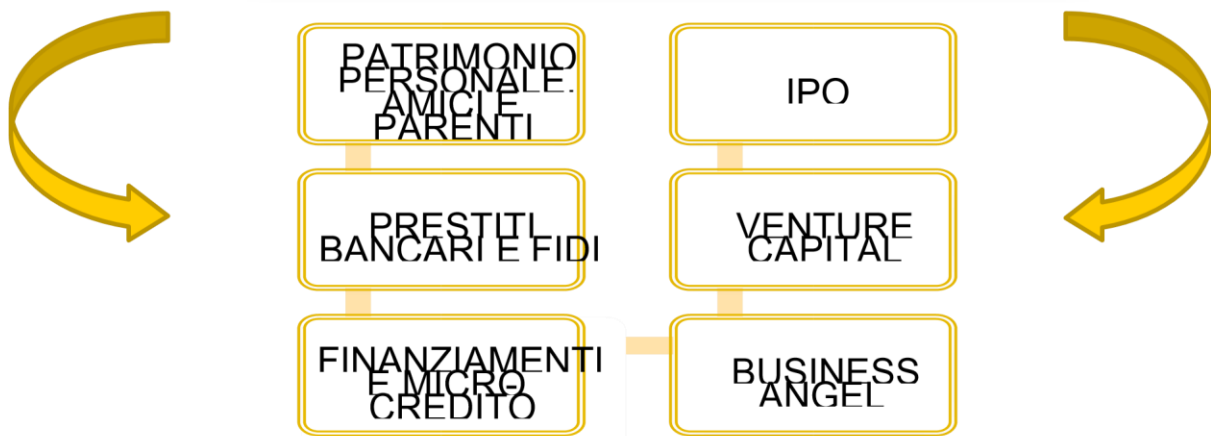 PATRIMONIO
PERSONALE,
AMICI E
PARENTI
PRESTITI
BANCARI E FIDI
FINANZIAMENTI
E MICRO-
CREDITO
IPO
VENTURE
CAPITAL
BUSINESS
ANGEL